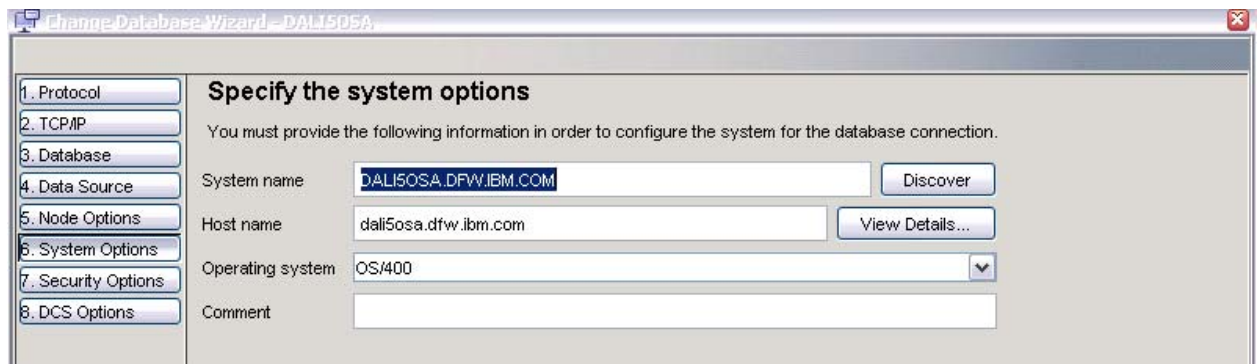 Change Database Wizard - DALI5OSA
1. Protocol
2. TCP/IP
3. Database
4. Data Source
5. Node Options
6. System Options
7. Security Options
8. DCS Options
Specify the system options
You must provide the following information in order to configure the system for the database connection.
System name DALI5OSA.DFW.IBM.COM Discover
Host name dali5osa.dfw.ibm.com View Details...
Operating system OS/400
Comment